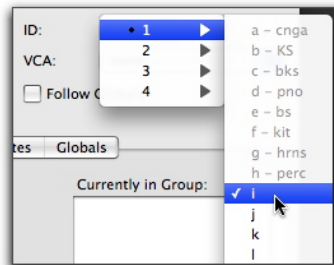 ID:
VCA:
Follow
tes Globals
Currently in Group:
1
2
3
4
a - cnga
b - KS
c - bks
d - pno
e - bs
f - kit
g - hrns
h - perc
✓ i
j
k
l